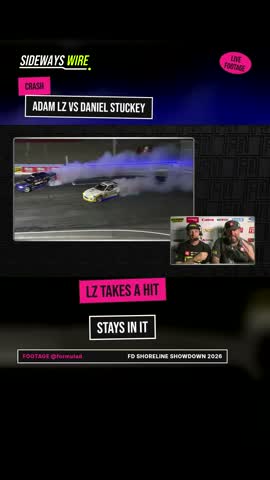 SIDEWAYS WIRE.
LIVE
FOOTAGE
CRASH
ADAM LZ VS DANIEL STUCKEY
LZ TAKES A HIT
STAYS IN IT
FOOTAGE @formulad
FD SHORELINE SHOWDOWN 2026